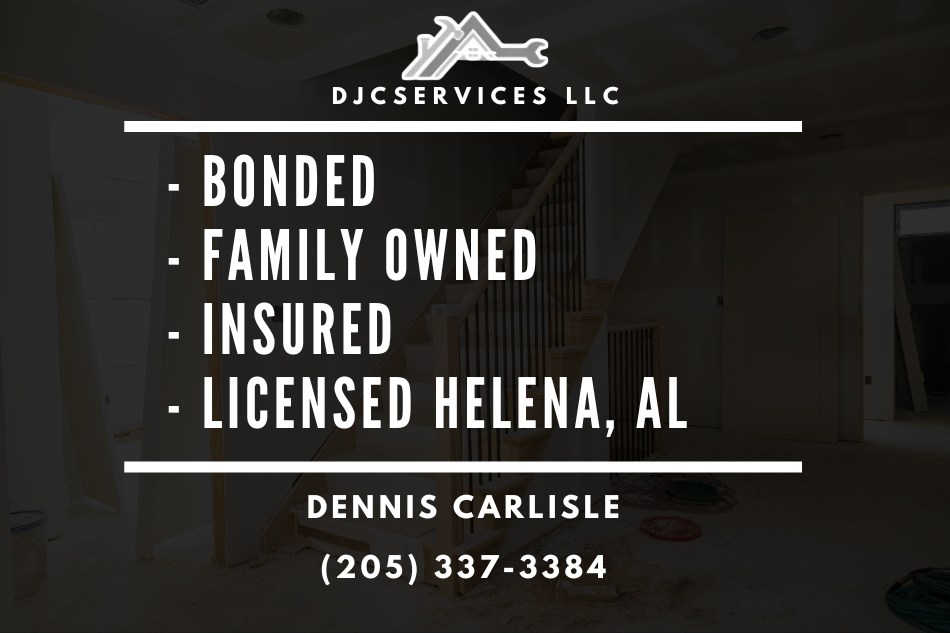 DJCSERVICES LLC
- BONDED
- FAMILY OWNED
- INSURED
- LICENSED HELENA, AL
DENNIS CARLISLE
(205) 337-3384